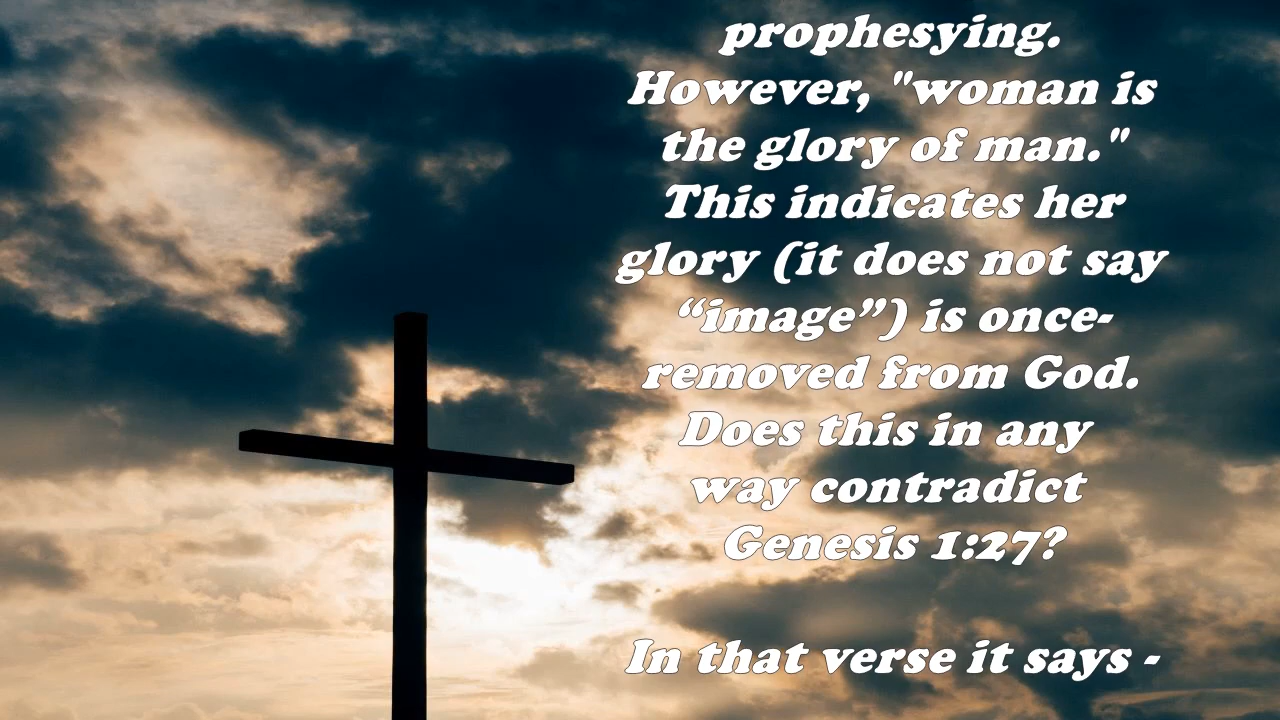 prophesying.
However, "woman is
the glory of man."
This indicates her
glory (it does not say
“image”) is once-
removed from God.
Does this in any
way contradict
Genesis 1:27?
In that verse it says -